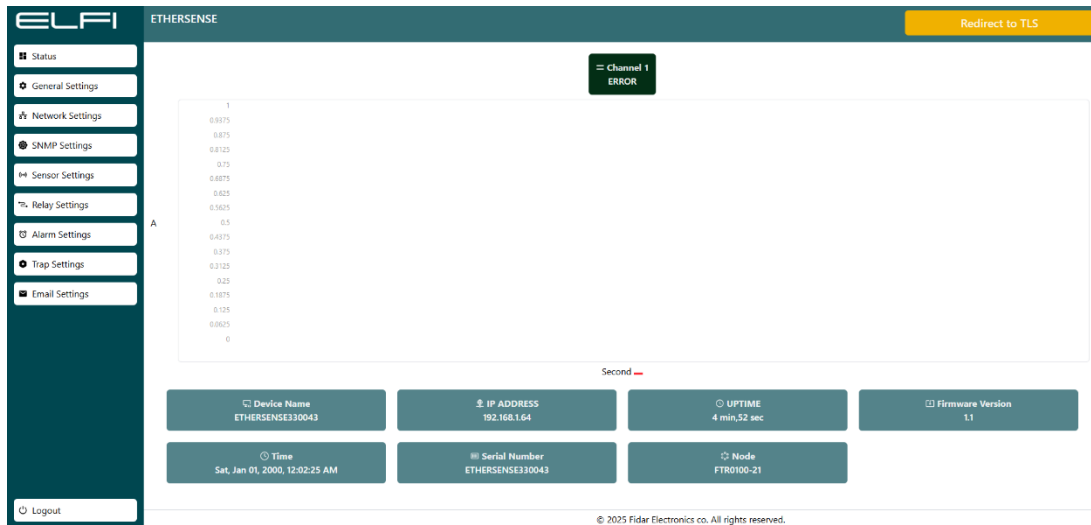 ELFI
ETHERSENSE
Redirect to TLS
Status
General Settings
Network Settings
SNMP Settings
Sensor Settings
Relay Settings
Alarm Settings
Trap Settings
Email Settings
Logout
Channel 1
ERROR
1
0.9375
0.875
0.8125
0.75
0.6875
0.625
0.5625
0.5
0.4375
0.375
0.3125
0.25
0.1875
0.125
0.0625
0
A
Second
Device Name
ETHERSENSE330043
IP ADDRESS
192.168.1.64
UPTIME
4 min,52 sec
Firmware Version
1.1
Time
Sat, Jan 01, 2000, 12:02:25 AM
Serial Number
ETHERSENSE330043
Node
FTR0100-21
© 2025 Fidar Electronics co. All rights reserved.